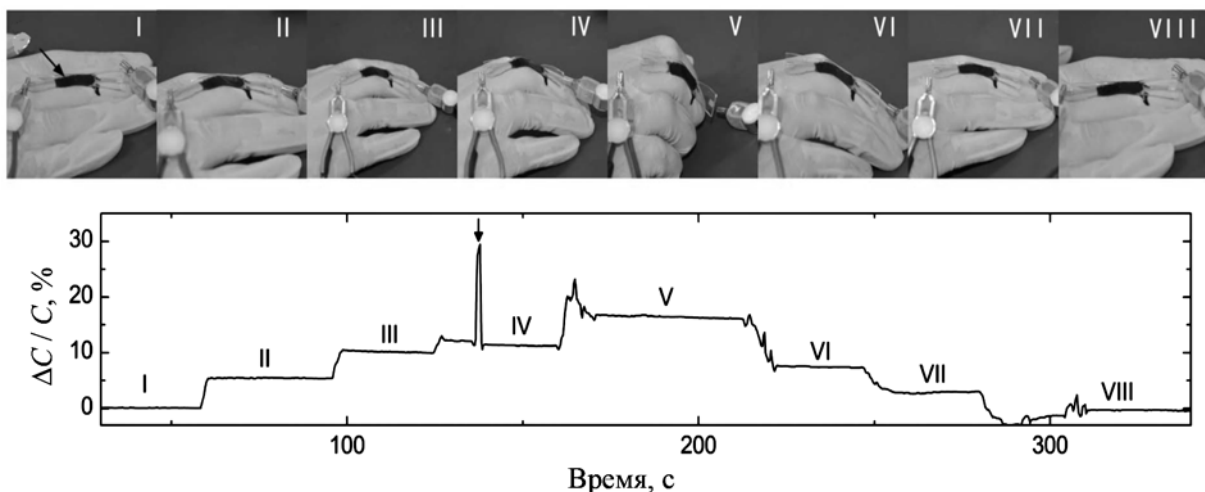 I II III IV V VI VII VIII
ΔC / C, %
30
20
10
0
I
II
III
IV
V
VI
VII
VIII
100 200 300
Время, с